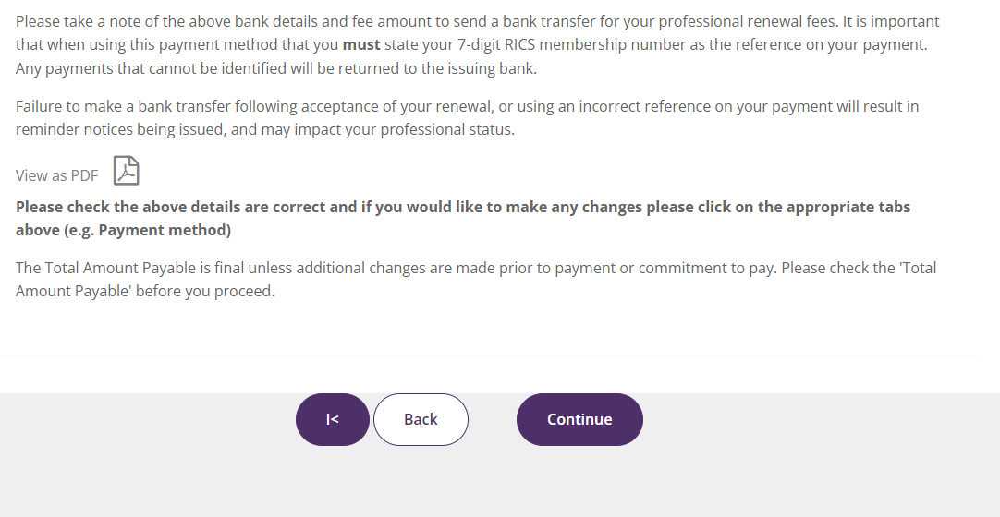 Please take a note of the above bank details and fee amount to send a bank transfer for your professional renewal fees. It is important
that when using this payment method that you must state your 7-digit RICS membership number as the reference on your payment.
Any payments that cannot be identified will be returned to the issuing bank.
Failure to make a bank transfer following acceptance of your renewal, or using an incorrect reference on your payment will result in
reminder notices being issued, and may impact your professional status.
View as PDF
Please check the above details are correct and if you would like to make any changes please click on the appropriate tabs
above (e.g. Payment method)
The Total Amount Payable is final unless additional changes are made prior to payment or commitment to pay. Please check the 'Total
Amount Payable' before you proceed.
I< Back Continue